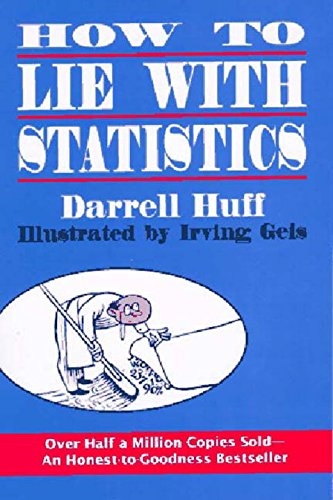 HOW TO
LIE WITH
STATISTICS
Darrell Huff
Illustrated by Irving Geis
Over Half a Million Copies Sold—
An Honest-to-Goodness Bestseller